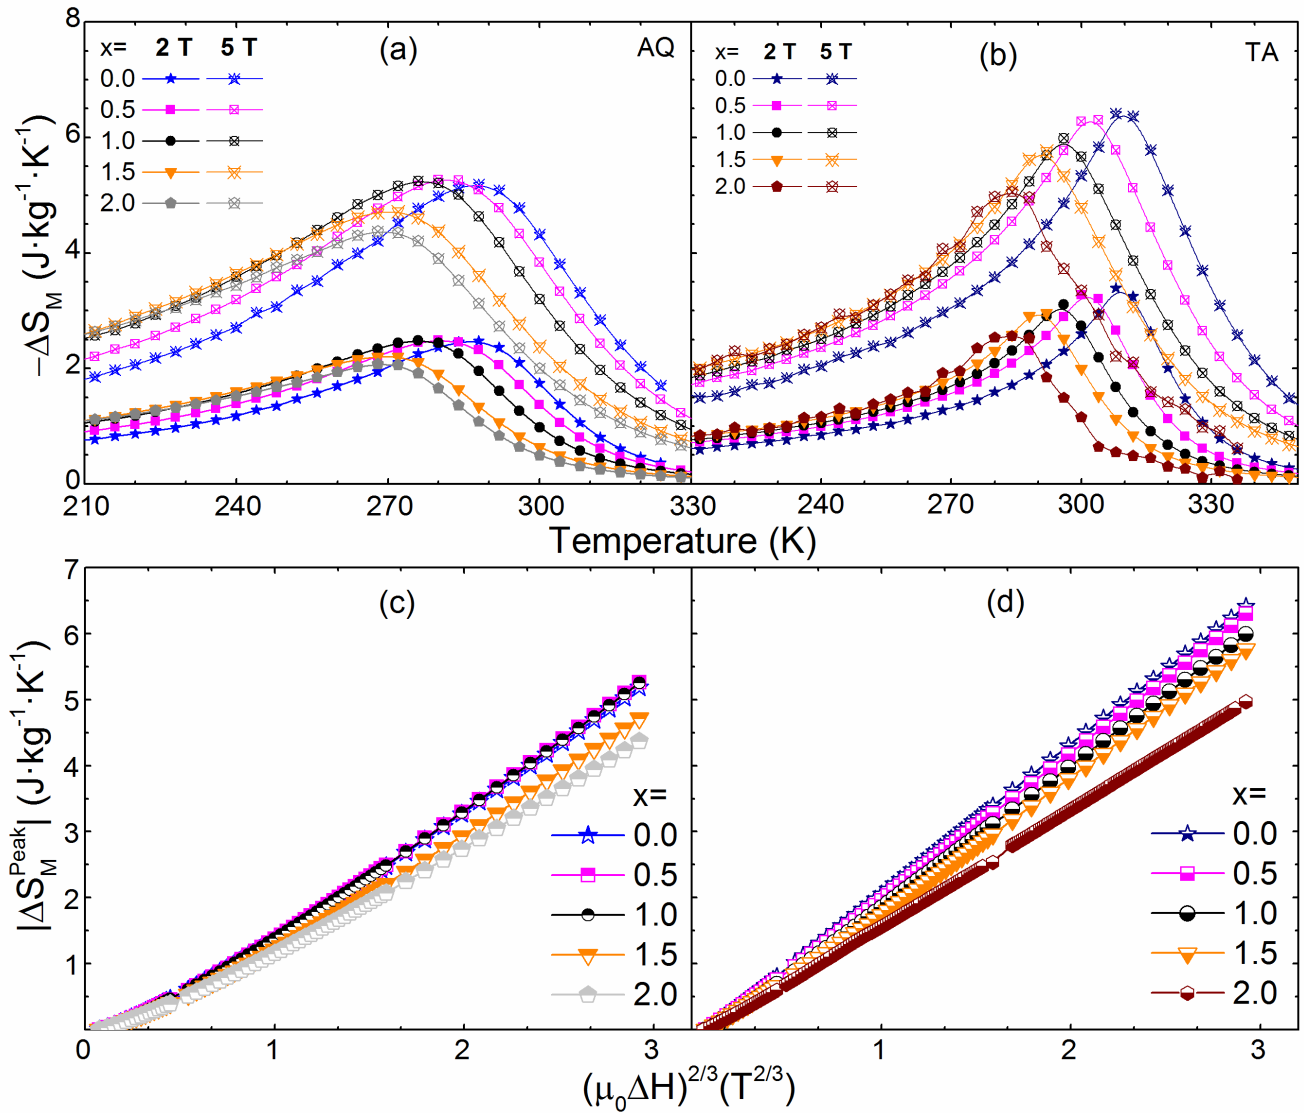 (a)
AQ
x= 2 T 5 T
0.0
0.5
1.0
1.5
2.0
(b)
TA
x= 2 T 5 T
0.0
0.5
1.0
1.5
2.0
8
6
4
2
0
−ΔS_M (J·kg⁻¹·K⁻¹)
210 240 270 300 330 240 270 300 330
Temperature (K)
(c)
x=
0.0
0.5
1.0
1.5
2.0
(d)
x=
0.0
0.5
1.0
1.5
2.0
7
6
5
4
3
2
1
|ΔS_M^Peak| (J·kg⁻¹·K⁻¹)
0 1 2 3 1 2 3
(μ₀ΔH)^2/3(T^2/3)